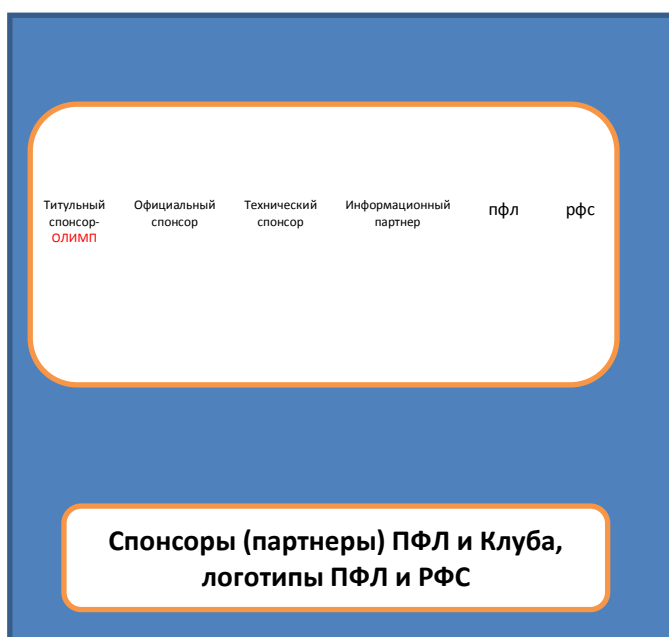 Титульный
спонсор-
ОЛИМП
Официальный
спонсор
Технический
спонсор
Информационный
партнер
пфл
рфс
Спонсоры (партнеры) ПФЛ и Клуба,
логотипы ПФЛ и РФС